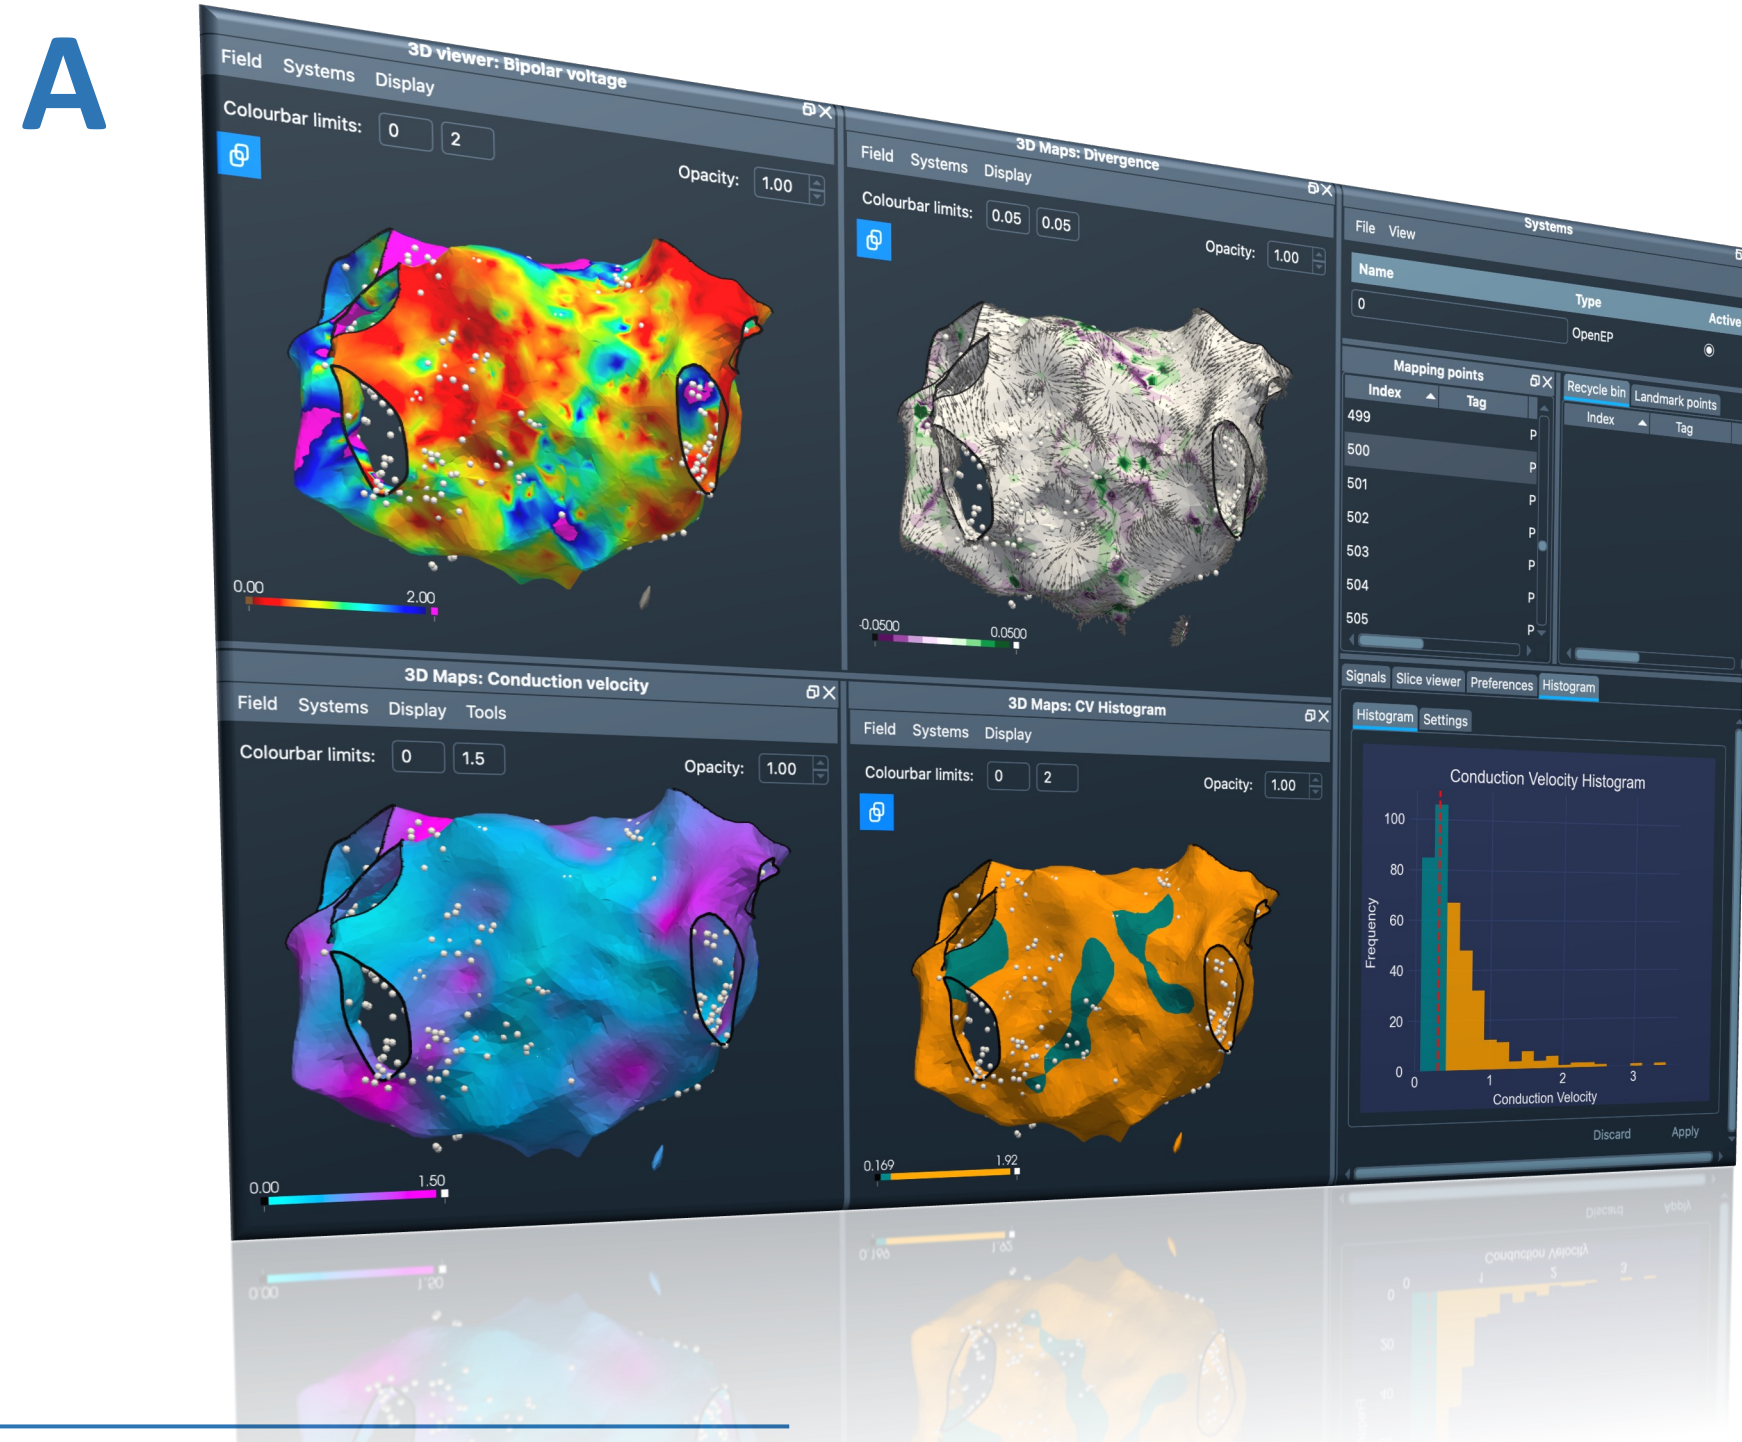 A
3D viewer: Bipolar voltage
Field Systems Display
Colourbar limits: 0 2
Opacity: 1.00
0.00 2.00
3D Maps: Divergence
Field Systems Display
Colourbar limits: 0.05 0.05
Opacity: 1.00
-0.0500 0.0500
3D Maps: Conduction velocity
Field Systems Display Tools
Colourbar limits: 0 1.5
Opacity: 1.00
0.00 1.50
3D Maps: CV Histogram
Field Systems Display
Colourbar limits: 0 2
Opacity: 1.00
0.169 1.92
Systems
File View
Name Type Active
0 OpenEP
Mapping points
Index Tag
499 P
500 P
501 P
502 P
503 P
504 P
505 P
Recycle bin Landmark points
Index Tag
Signals Slice viewer Preferences Histogram
Histogram Settings
Conduction Velocity Histogram
Frequency
100
80
60
40
20
0
0 1 2 3
Conduction Velocity
Discard Apply